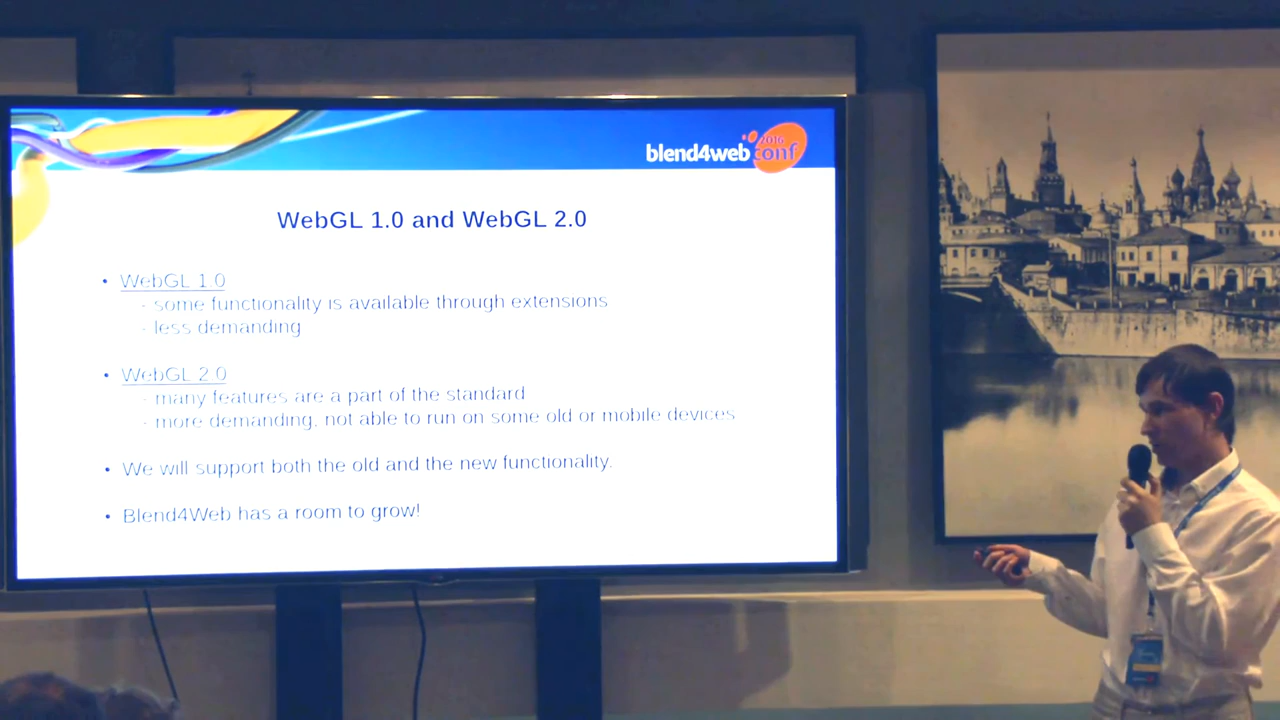 blend4web 2016
conf
WebGL 1.0 and WebGL 2.0
• WebGL 1.0
- some functionality is available through extensions
- less demanding
• WebGL 2.0
- many features are a part of the standard
- more demanding, not able to run on some old or mobile devices
• We will support both the old and the new functionality.
• Blend4Web has a room to grow!